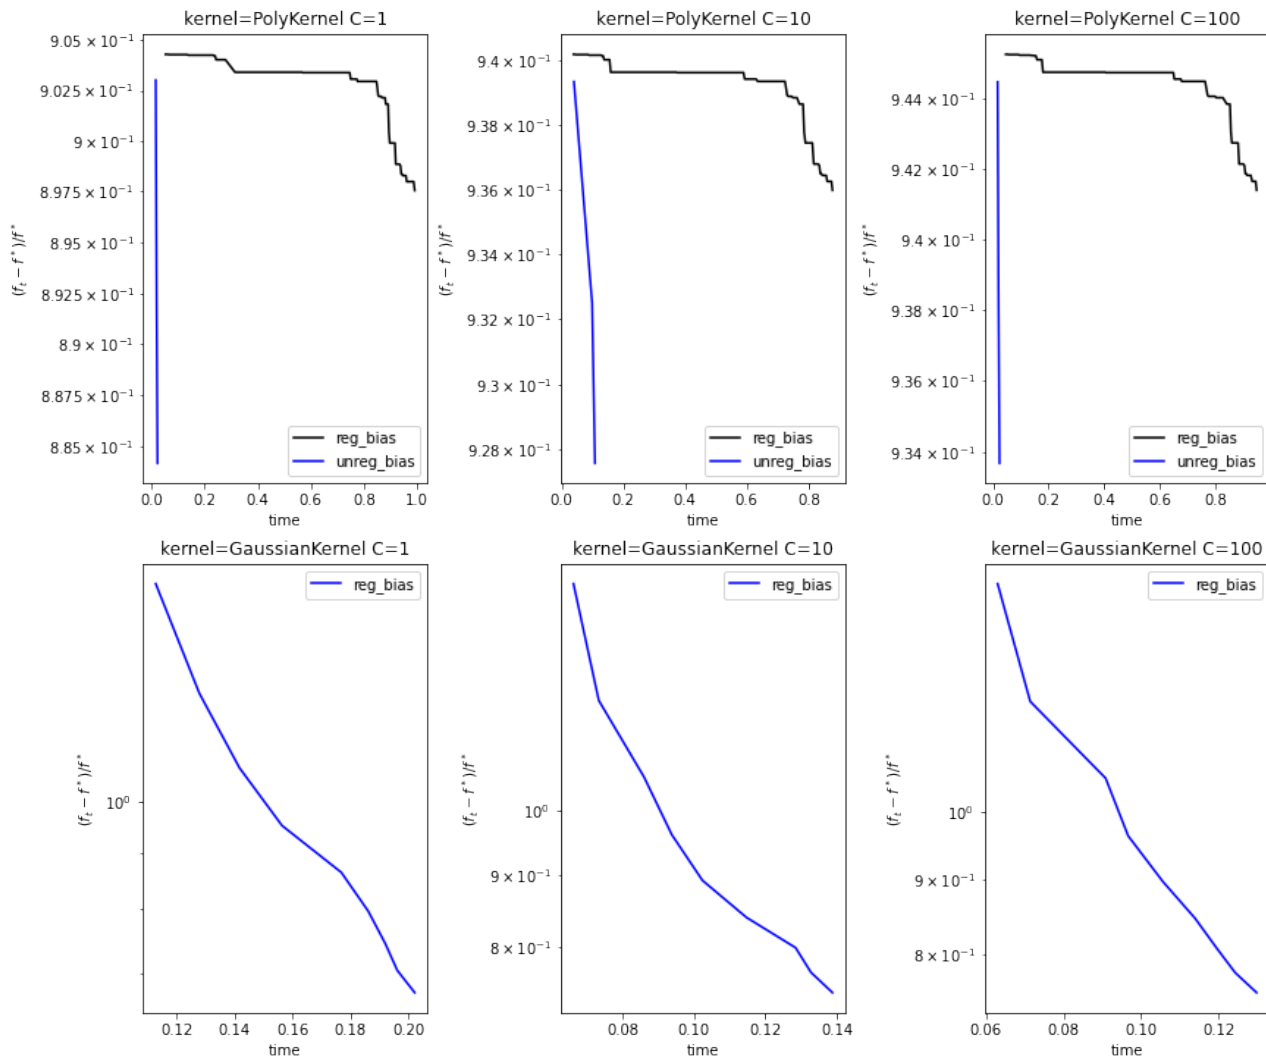 kernel=PolyKernel C=1
9.05 × 10⁻¹
9.025 × 10⁻¹
9 × 10⁻¹
8.975 × 10⁻¹
8.95 × 10⁻¹
8.925 × 10⁻¹
8.9 × 10⁻¹
8.875 × 10⁻¹
8.85 × 10⁻¹
(fₜ − f*)/f*
reg_bias
unreg_bias
0.0 0.2 0.4 0.6 0.8 1.0
time
kernel=PolyKernel C=10
9.4 × 10⁻¹
9.38 × 10⁻¹
9.36 × 10⁻¹
9.34 × 10⁻¹
9.32 × 10⁻¹
9.3 × 10⁻¹
9.28 × 10⁻¹
(fₜ − f*)/f*
reg_bias
unreg_bias
0.0 0.2 0.4 0.6 0.8
time
kernel=PolyKernel C=100
9.44 × 10⁻¹
9.42 × 10⁻¹
9.4 × 10⁻¹
9.38 × 10⁻¹
9.36 × 10⁻¹
9.34 × 10⁻¹
(fₜ − f*)/f*
reg_bias
unreg_bias
0.0 0.2 0.4 0.6 0.8
time
kernel=GaussianKernel C=1
reg_bias
10⁰
(fₜ − f*)/f*
0.12 0.14 0.16 0.18 0.20
time
kernel=GaussianKernel C=10
reg_bias
10⁰
9 × 10⁻¹
8 × 10⁻¹
(fₜ − f*)/f*
0.08 0.10 0.12 0.14
time
kernel=GaussianKernel C=100
reg_bias
10⁰
9 × 10⁻¹
8 × 10⁻¹
(fₜ − f*)/f*
0.06 0.08 0.10 0.12
time